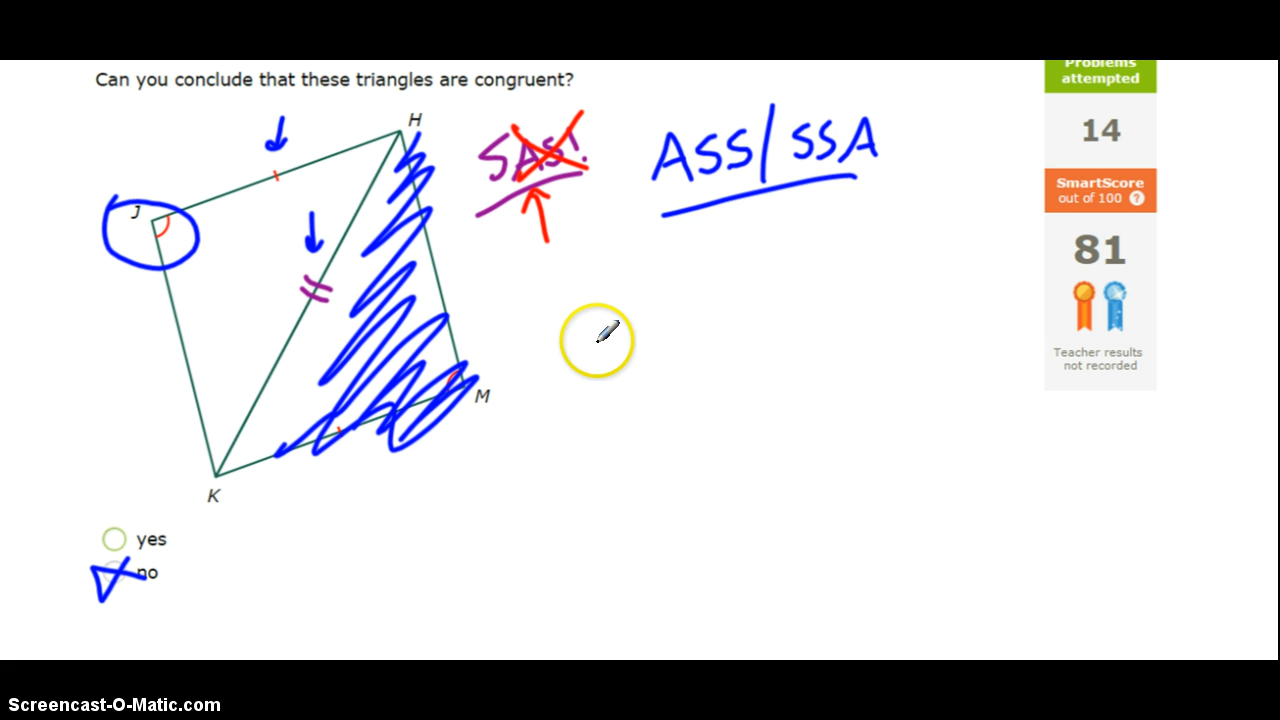 Can you conclude that these triangles are congruent?
Problems
attempted
14
SmartScore
out of 100 ?
81
Teacher results
not recorded
H
SAS!
ASS/SSA
J
M
K
yes
no
Screencast-O-Matic.com